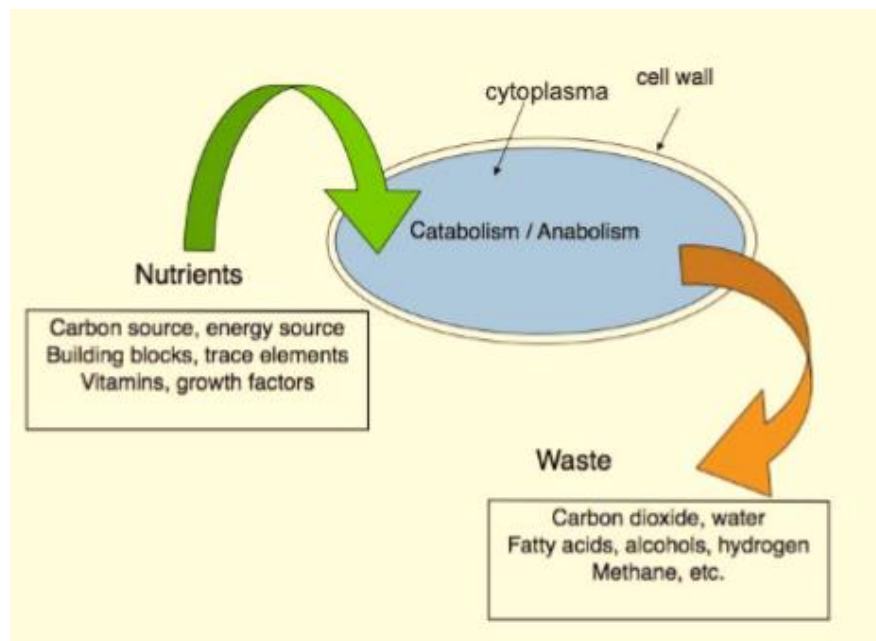 cytoplasma
cell wall
Catabolism / Anabolism
Nutrients
Carbon source, energy source
Building blocks, trace elements
Vitamins, growth factors
Waste
Carbon dioxide, water
Fatty acids, alcohols, hydrogen
Methane, etc.